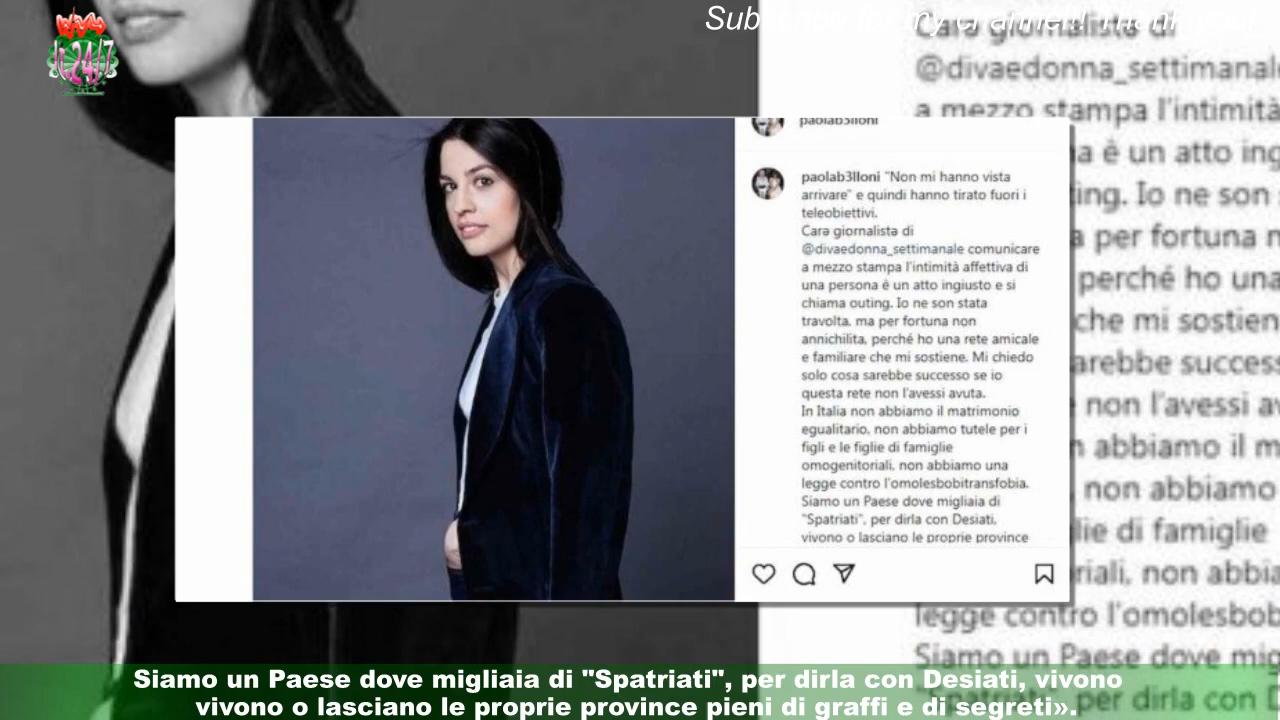 paolab3lloni
paolab3lloni "Non mi hanno vista
arrivare" e quindi hanno tirato fuori i
teleobiettivi.
Cara giornalista di
@divaedonna_settimanale comunicare
a mezzo stampa l'intimità affettiva di
una persona è un atto ingiusto e si
chiama outing. Io ne son stata
travolta, ma per fortuna non
annichilita, perché ho una rete amicale
e familiare che mi sostiene. Mi chiedo
solo cosa sarebbe successo se io
questa rete non l'avessi avuta.
In Italia non abbiamo il matrimonio
egualitario, non abbiamo tutele per i
figli e le figlie di famiglie
omogenitoriali, non abbiamo una
legge contro l'omolesbobitransfobia.
Siamo un Paese dove migliaia di
"Spatriati", per dirla con Desiati,
vivono o lasciano le proprie province
Cara giornalista di
@divaedonna_settimanale
a mezzo stampa l'intimità
na è un atto ing
ting. Io ne son
a per fortuna n
perché ho una
che mi sostien
arebbe success
non l'avessi av
n abbiamo il m
, non abbiamo
lie di famiglie
riali, non abbia
legge contro l'omolesbob
Siamo un Paese dove mig
"Spatriati", per dirla con D
24/7
Siamo un Paese dove migliaia di "Spatriati", per dirla con Desiati, vivono
vivono o lasciano le proprie province pieni di graffi e di segreti».